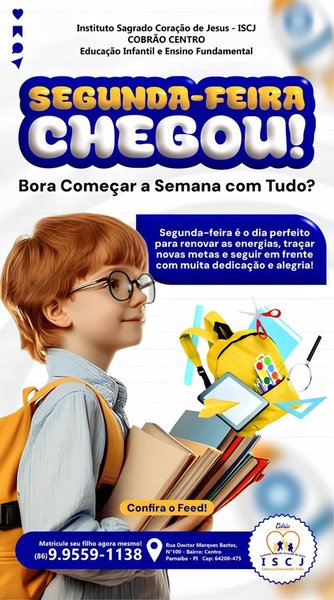 Instituto Sagrado Coração de Jesus - ISCJ
COBRÃO CENTRO
Educação Infantil e Ensino Fundamental
SEGUNDA-FEIRA
CHEGOU!
Bora Começar a Semana com Tudo?
Segunda-feira é o dia perfeito
para renovar as energias, traçar
novas metas e seguir em frente
com muita dedicação e alegria!
Confira o Feed!
Matricule seu filho agora mesmo!
(86) 9.9559-1138
Rua Doutor Marques Bastos,
N°100 - Bairro: Centro
Parnaíba - PI Cep: 64200-475
ISCJ